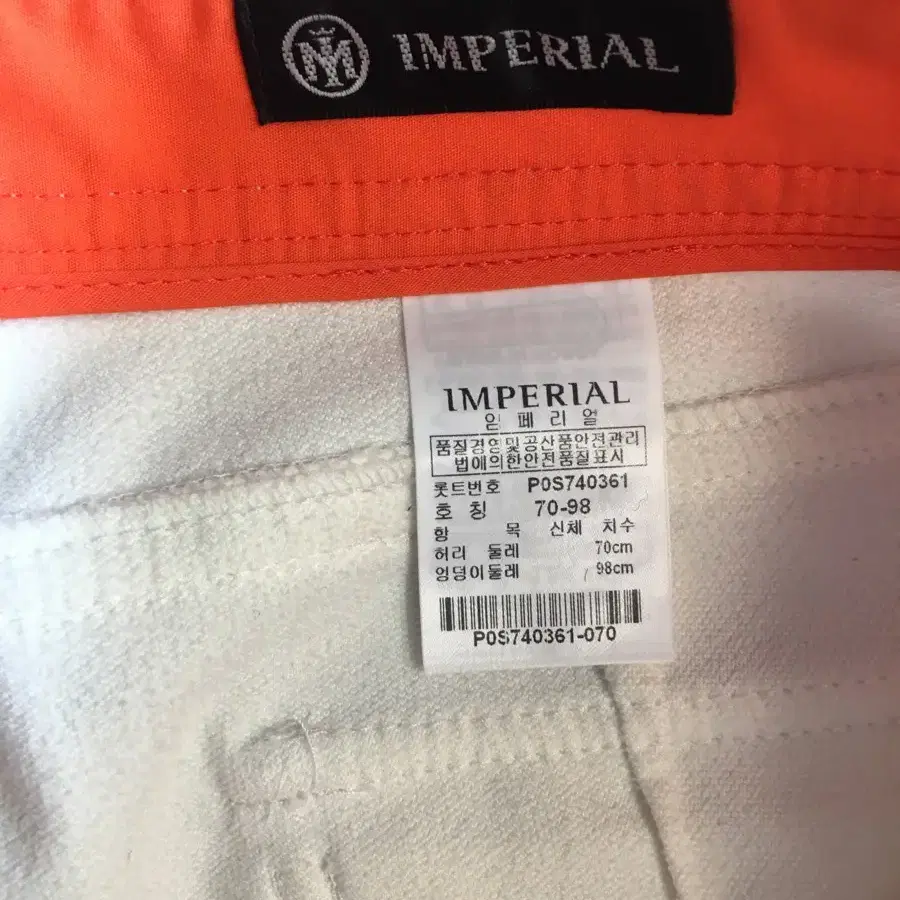 IMPERIAL
IMPERIAL
임페리얼
품질경영및공산품안전관리
법애의한안전품질표시
롯트번호 P0S740361
호 칭 70-98
항 목 신체 치수
허리 둘레 70cm
엉덩이둘레 98cm
P0S740361-070